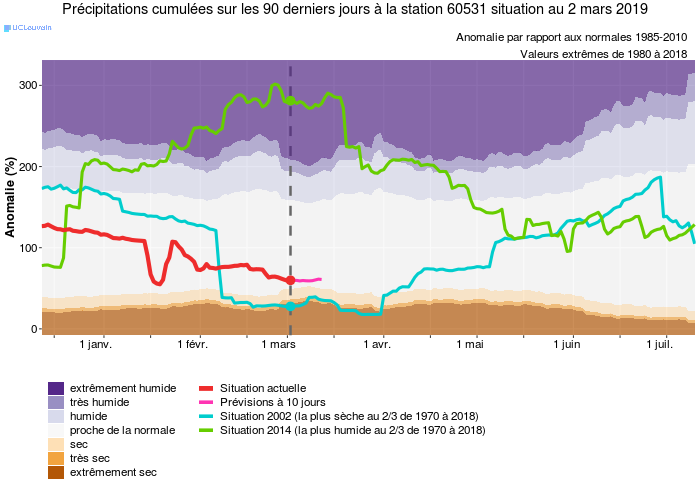 Précipitations cumulées sur les 90 derniers jours à la station 60531 situation au 2 mars 2019
UCLouvain
Anomalie par rapport aux normales 1985-2010
Valeurs extrêmes de 1980 à 2018
Anomalie (%)
300
200
100
0
1 janv. 1 févr. 1 mars 1 avr. 1 mai 1 juin 1 juil.
extrêmement humide
très humide
humide
proche de la normale
sec
très sec
extrêmement sec
Situation actuelle
Prévisions à 10 jours
Situation 2002 (la plus sèche au 2/3 de 1970 à 2018)
Situation 2014 (la plus humide au 2/3 de 1970 à 2018)